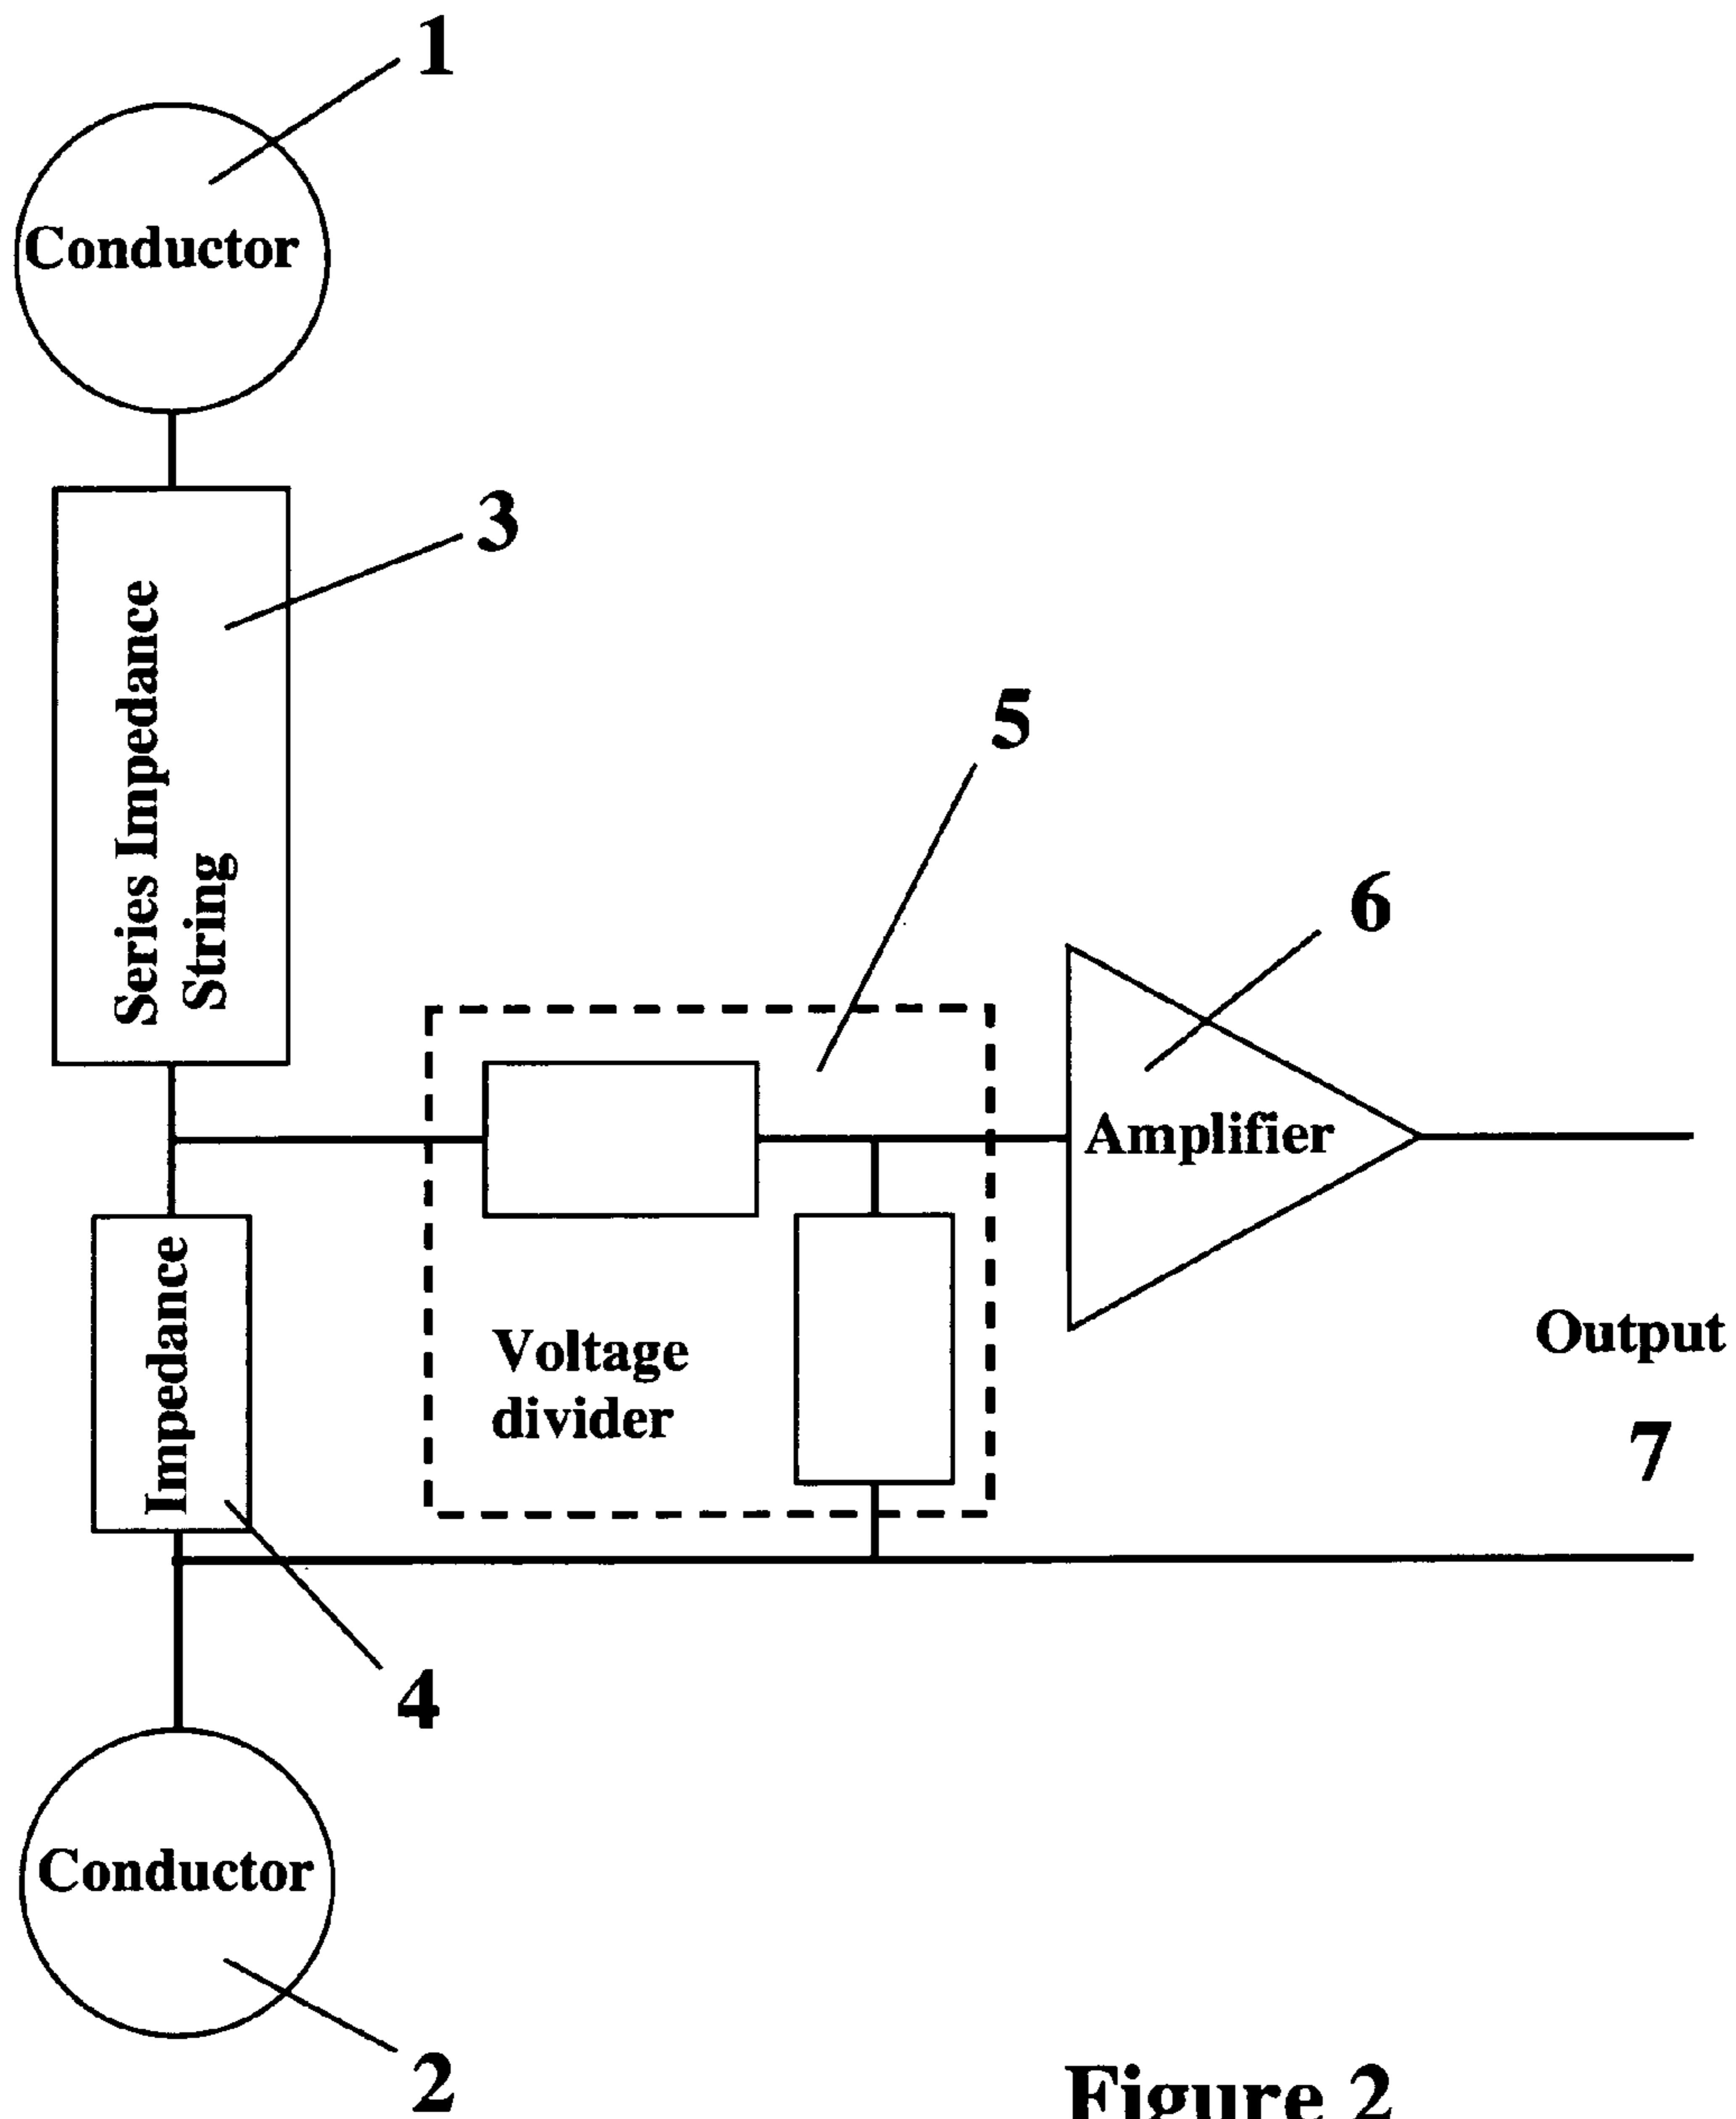 1
Conductor
3
Series Impedance
String
5
6
Amplifier
Impedance
Voltage
divider
Output
7
4
Conductor
2
Figure 2